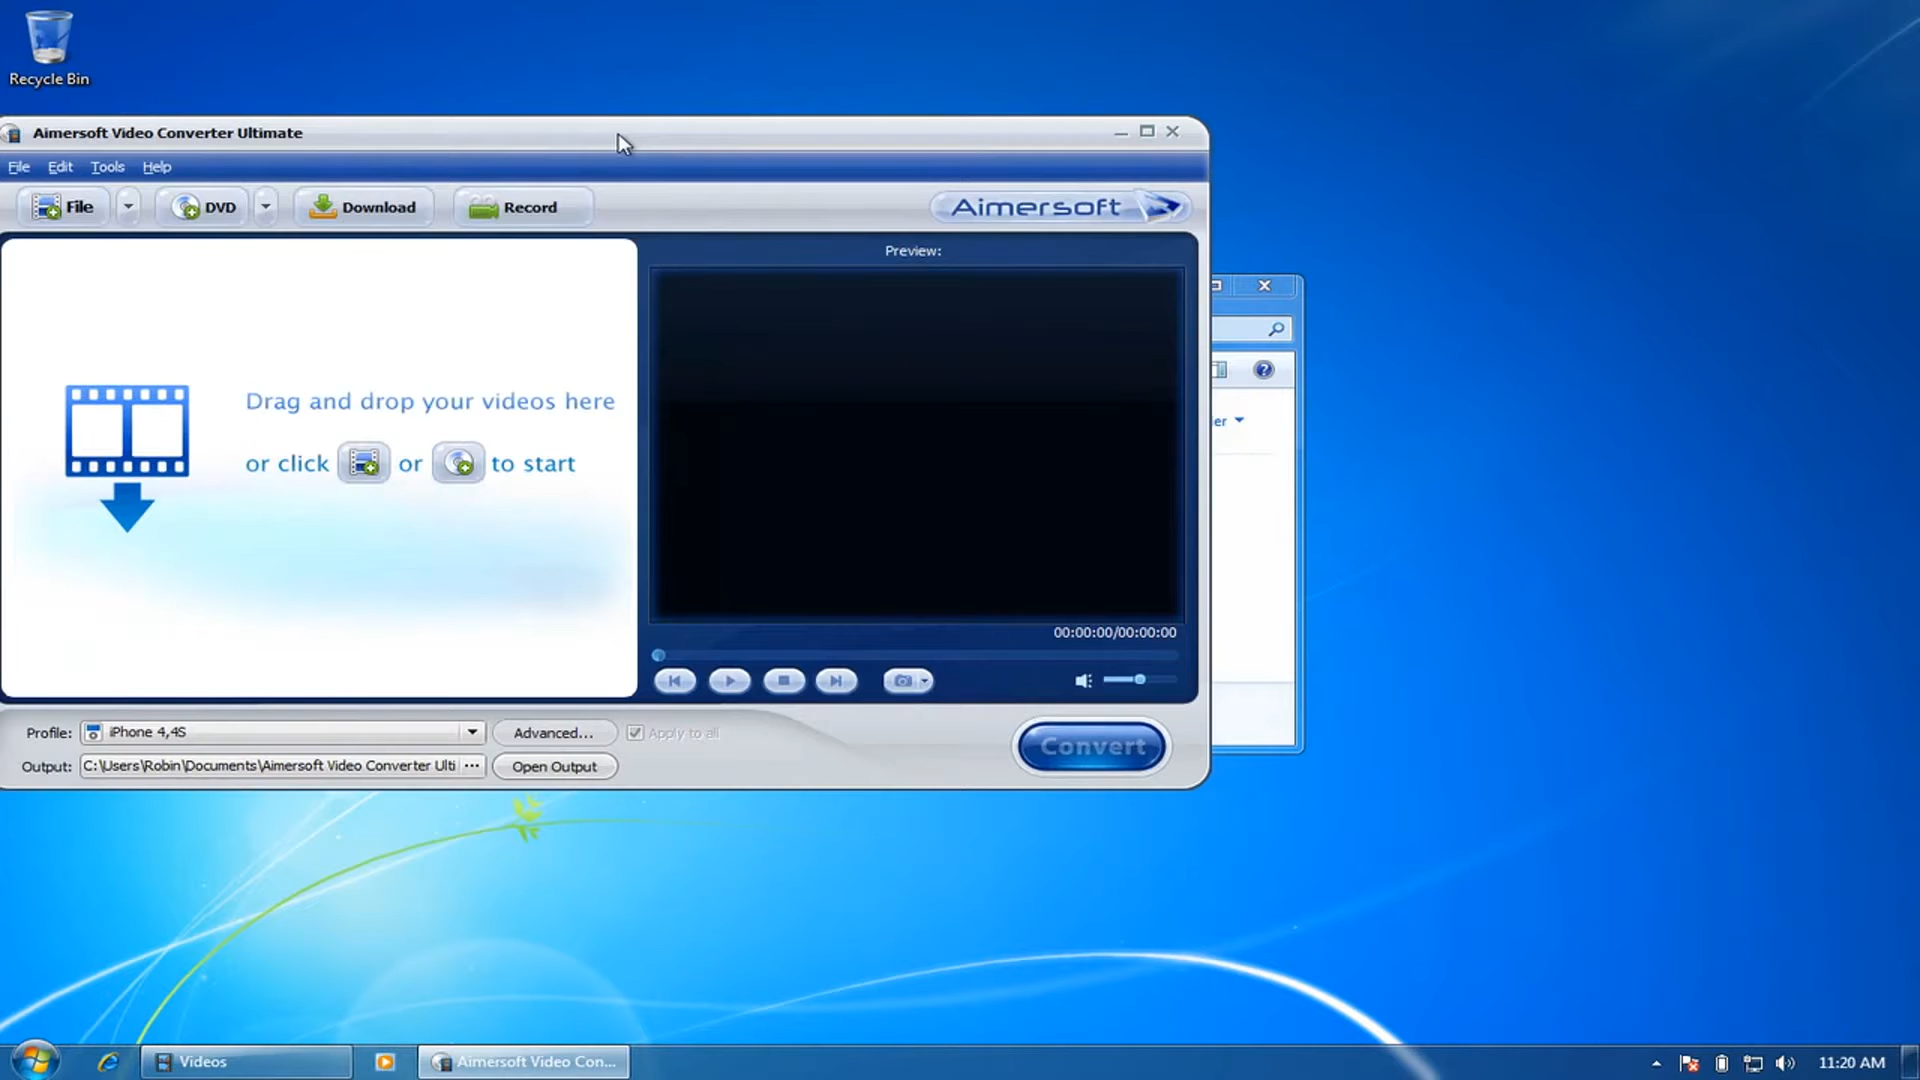 Recycle Bin
Aimersoft Video Converter Ultimate
File Edit Tools Help
File DVD Download Record Aimersoft
Preview:
Drag and drop your videos here
or click or to start
er
00:00:00/00:00:00
Profile: iPhone 4,4S Advanced... Apply to all
Convert
Output: C:\Users\Robin\Documents\Aimersoft Video Converter Ulti ... Open Output
Videos Aimersoft Video Con... 11:20 AM